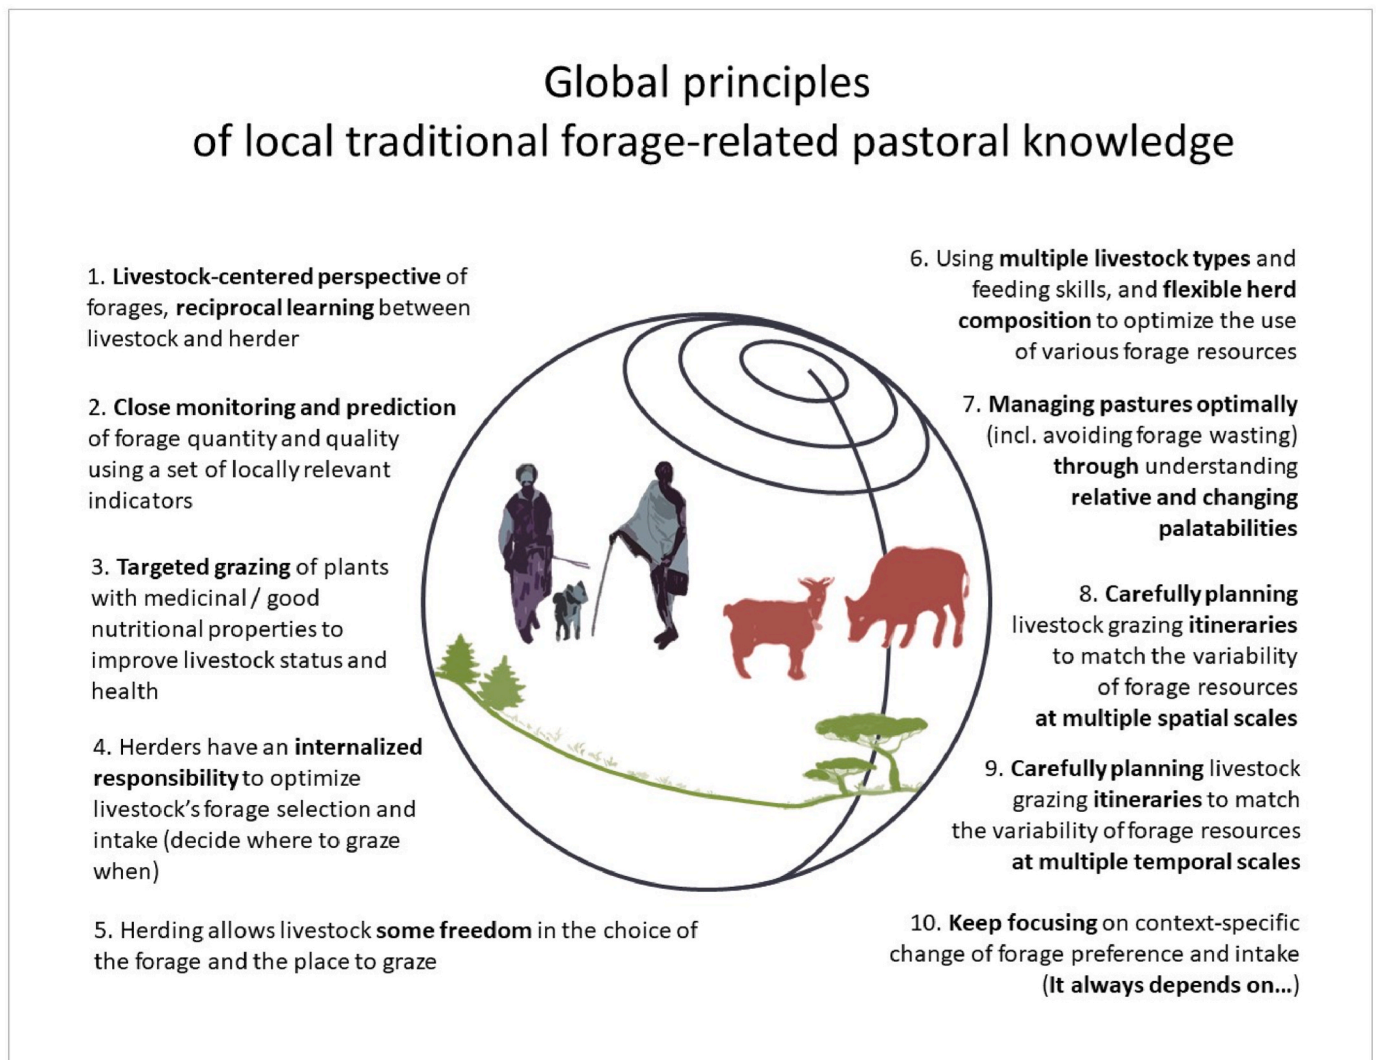 Global principles
of local traditional forage-related pastoral knowledge
1. Livestock-centered perspective of
forages, reciprocal learning between
livestock and herder
2. Close monitoring and prediction
of forage quantity and quality
using a set of locally relevant
indicators
3. Targeted grazing of plants
with medicinal / good
nutritional properties to
improve livestock status and
health
4. Herders have an internalized
responsibility to optimize
livestock's forage selection and
intake (decide where to graze
when)
5. Herding allows livestock some freedom in the choice of
the forage and the place to graze
6. Using multiple livestock types and
feeding skills, and flexible herd
composition to optimize the use
of various forage resources
7. Managing pastures optimally
(incl. avoiding forage wasting)
through understanding
relative and changing
palatabilities
8. Carefully planning
livestock grazing itineraries
to match the variability
of forage resources
at multiple spatial scales
9. Carefully planning livestock
grazing itineraries to match
the variability of forage resources
at multiple temporal scales
10. Keep focusing on context-specific
change of forage preference and intake
(It always depends on...)